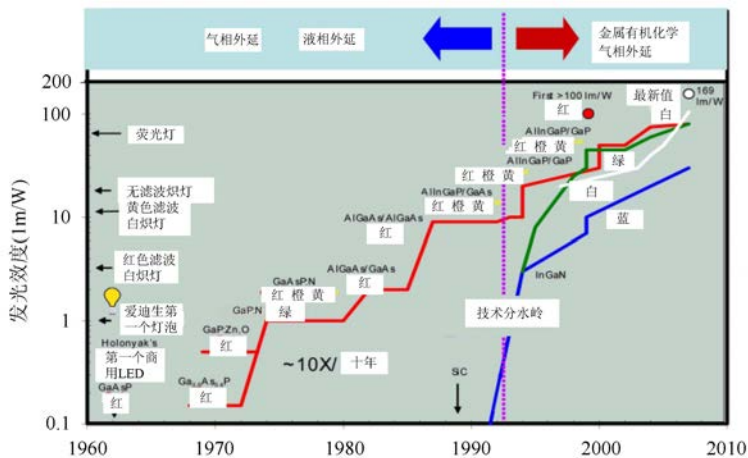 气相外延
液相外延
金属有机化学
气相外延
200
100
10
1
0.1
发光效度(1m/W)
荧光灯
无滤波炽灯
黄色滤波
白炽灯
红色滤波
白炽灯
爱迪生第
一个灯泡
Holonyak's
第一个商
用LED
GaAsP
红
GaP:Zn,O
红
红
GaP:N
GaAsP:N
红 橙 黄
绿
AlGaAs/GaAs
红
AlGaAs/AlGaAs
红
~10X/
十年
SiC
技术分水岭
InGaN
AlInGaP/GaAs
红 橙 黄
AlInGaP/GaP
红 橙 黄
AlInGaP/GaP
红 橙 黄
First >100 lm/W
红
最新值
白
169
lm/W
绿
白
蓝
1960
1970
1980
1990
2000
2010